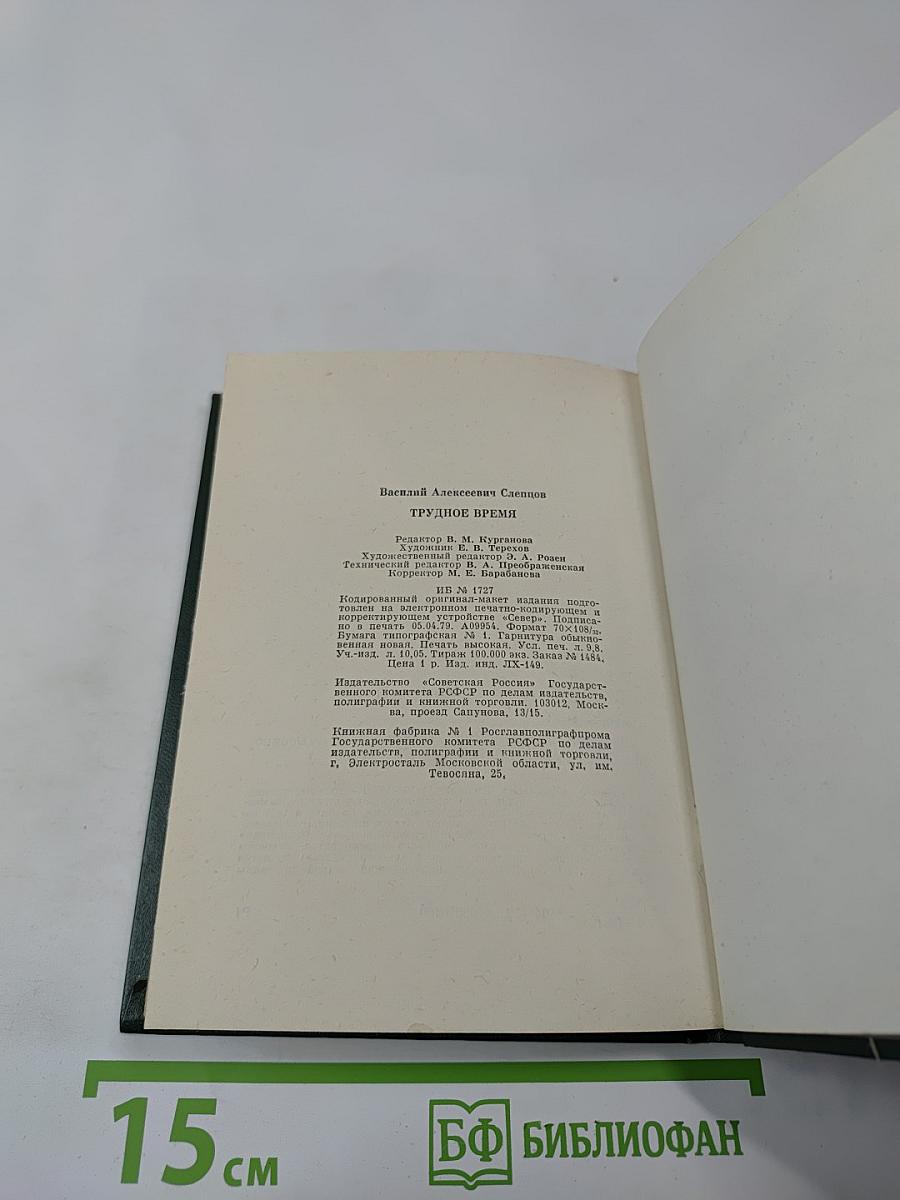 Василий Алексеевич Слепцов
ТРУДНОЕ ВРЕМЯ
Редактор В. М. Курганова
Художник Е. В. Терехов
Художественный редактор Э. А. Розен
Технический редактор В. А. Преображенская
Корректор М. Е. Барабанова
ИБ № 1727
Кодированный оригинал-макет издания подго-
товлен на электронном печатно-кодирующем и
корректирующем устройстве «Север». Подписа-
но в печать 05.04.79. А09954. Формат 70×108/32.
Бумага типографская № 1. Гарнитура обыкно-
венная новая. Печать высокая. Усл. печ. л. 9,8.
Уч.-изд. л. 10,05. Тираж 100.000 экз. Заказ № 1484.
Цена 1 р. Изд. инд. ЛХ-149.
Издательство «Советская Россия» Государст-
венного комитета РСФСР по делам издательств,
полиграфии и книжной торговли. 103012, Моск-
ва, проезд Сапунова, 13/15.
Книжная фабрика № 1 Росглавполиграфпрома
Государственного комитета РСФСР по делам
издательств, полиграфии и книжной торговли,
г. Электросталь Московской области, ул. им.
Тевосяна, 25.
15 см
БФ БИБЛИОФАН